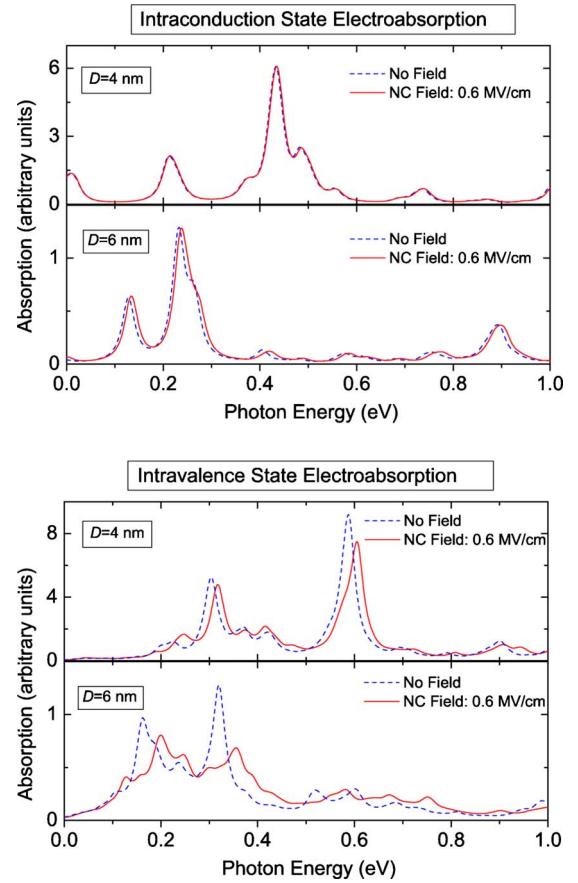 Intraconduction State Electroabsorption
D=4 nm
No Field
NC Field: 0.6 MV/cm
6
3
0
D=6 nm
No Field
NC Field: 0.6 MV/cm
1
0
0.0 0.2 0.4 0.6 0.8 1.0
Photon Energy (eV)
Absorption (arbitrary units)
Intravalence State Electroabsorption
D=4 nm
No Field
NC Field: 0.6 MV/cm
8
4
0
D=6 nm
No Field
NC Field: 0.6 MV/cm
1
0
0.0 0.2 0.4 0.6 0.8 1.0
Photon Energy (eV)
Absorption (arbitrary units)